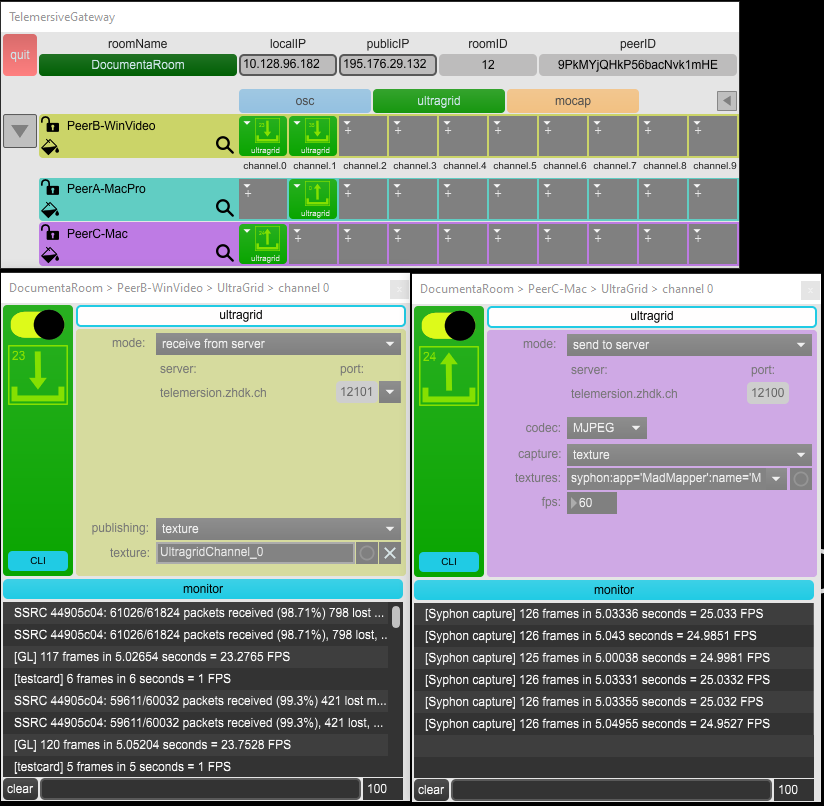 TelemersiveGateway
quit
roomName localIP publicIP roomID peerID
DocumentaRoom 10.128.96.182 195.176.29.132 12 9PkMYjQHkP56bacNvk1mHE
osc ultragrid mocap
PeerB-WinVideo
ultragrid ultragrid
channel.0 channel.1 channel.2 channel.3 channel.4 channel.5 channel.6 channel.7 channel.8 channel.9
PeerA-MacPro
ultragrid
PeerC-Mac
24
ultragrid
DocumentaRoom > PeerB-WinVideo > UltraGrid > channel 0
ultragrid
mode: receive from server
23
server: port:
telemersion.zhdk.ch 12101
publishing: texture
texture: UltragridChannel_0
CLI
monitor
SSRC 44905c04: 61026/61824 packets received (98.71%) 798 lost ...
SSRC 44905c04: 61026/61824 packets received (98.71%), 798 lost, ..
[GL] 117 frames in 5.02654 seconds = 23.2765 FPS
[testcard] 6 frames in 6 seconds = 1 FPS
SSRC 44905c04: 59611/60032 packets received (99.3%) 421 lost m...
SSRC 44905c04: 59611/60032 packets received (99.3%), 421 lost, ...
[GL] 120 frames in 5.05204 seconds = 23.7528 FPS
[testcard] 5 frames in 5 seconds = 1 FPS
clear 100
DocumentaRoom > PeerC-Mac > UltraGrid > channel 0
ultragrid
mode: send to server
24
server: port:
telemersion.zhdk.ch 12100
codec: MJPEG
capture: texture
textures: syphon:app='MadMapper':name='M
fps: 60
CLI
monitor
[Syphon capture] 126 frames in 5.03336 seconds = 25.033 FPS
[Syphon capture] 126 frames in 5.043 seconds = 24.9851 FPS
[Syphon capture] 125 frames in 5.00038 seconds = 24.9981 FPS
[Syphon capture] 126 frames in 5.03331 seconds = 25.0332 FPS
[Syphon capture] 126 frames in 5.03355 seconds = 25.032 FPS
[Syphon capture] 126 frames in 5.04955 seconds = 24.9527 FPS
clear 100